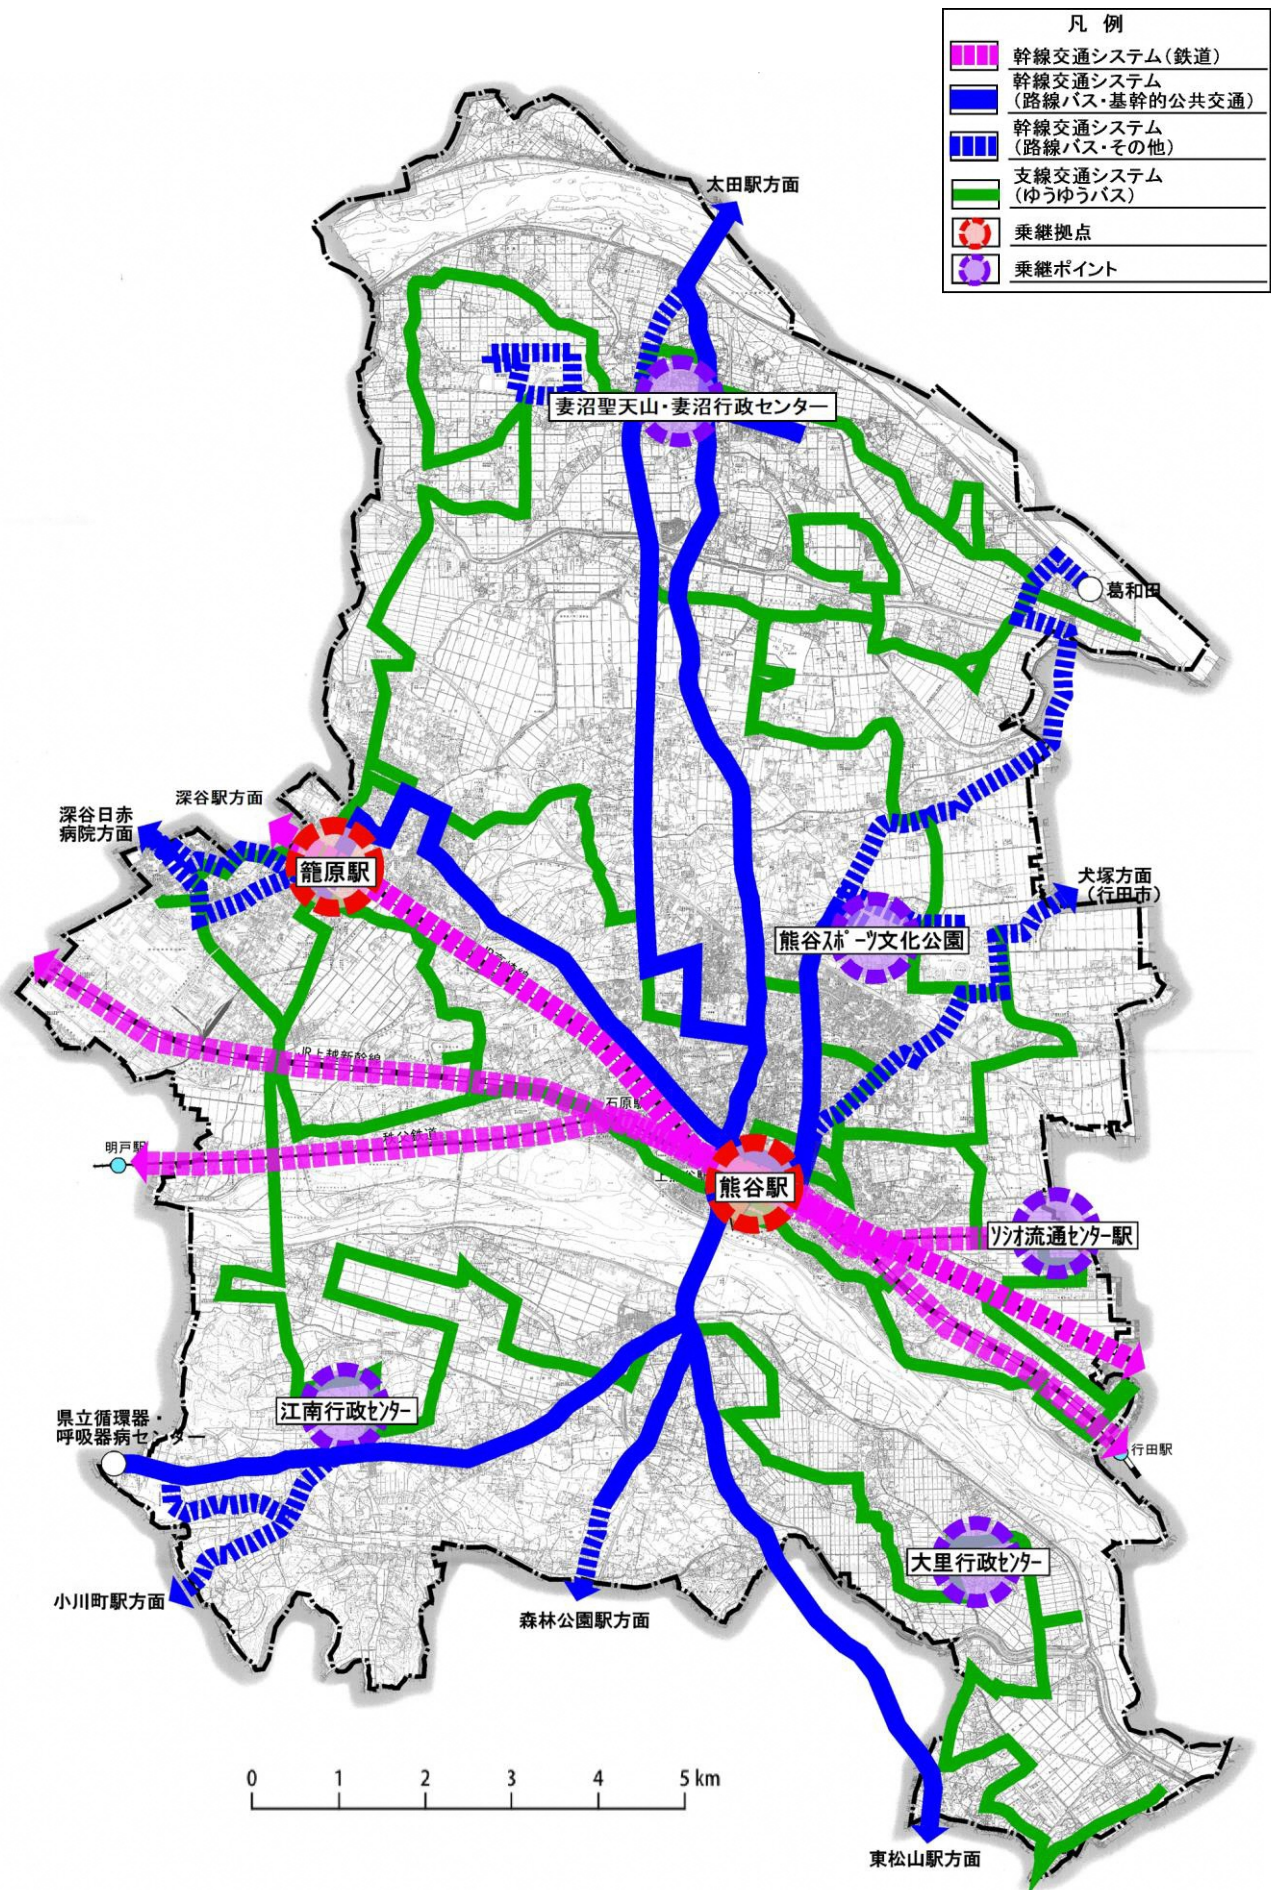 凡 例
幹線交通システム(鉄道)
幹線交通システム
(路線バス・基幹的公共交通)
幹線交通システム
(路線バス・その他)
支線交通システム
(ゆうゆうバス)
乗継拠点
乗継ポイント
太田駅方面
妻沼聖天山・妻沼行政センター
葛和田
深谷駅方面
深谷日赤
病院方面
籠原駅
犬塚方面
(行田市)
熊谷スポーツ文化公園
JR上越新幹線
石原駅
秩父鉄道
明戸駅
熊谷駅
ソシオ流通センター駅
江南行政センター
県立循環器・
呼吸器病センター
行田駅
大里行政センター
小川町駅方面
森林公園駅方面
0 1 2 3 4 5 km
東松山駅方面